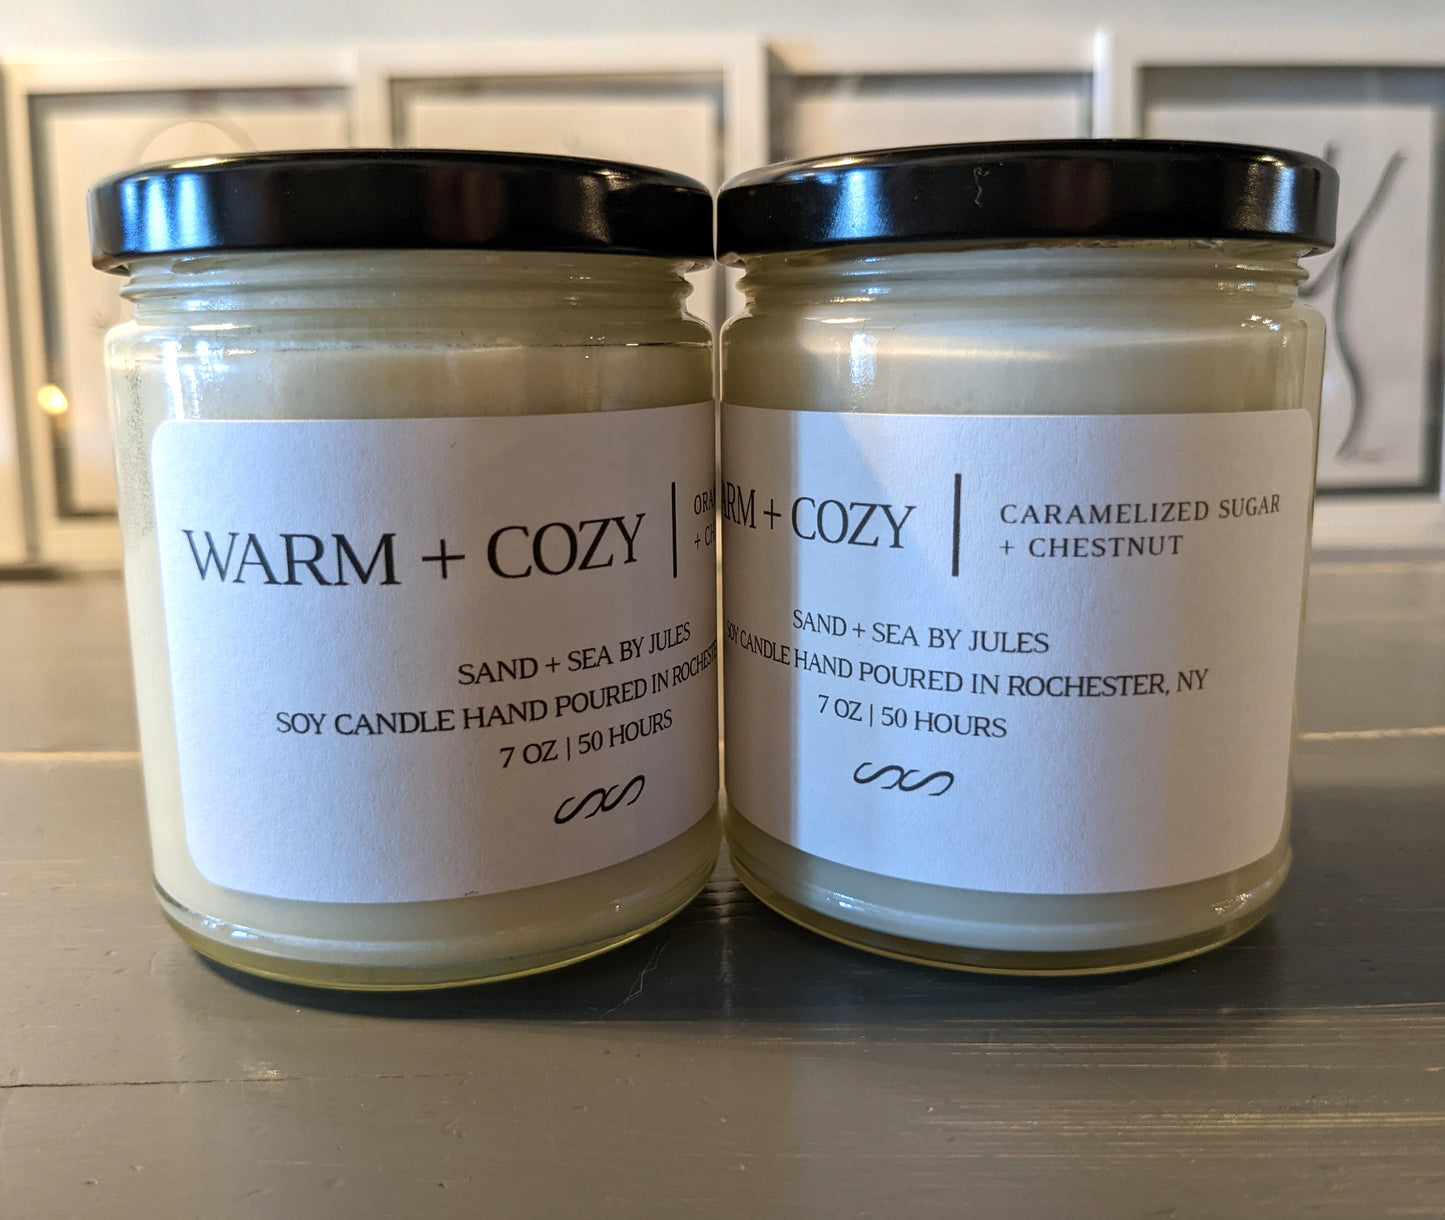 WARM + COZY
SAND + SEA BY JULES
SOY CANDLE HAND POURED IN
7 OZ | 50 HOURS
+ COZY
CARAMELIZED SUGAR
+ CHESTNUT
SAND + SEA BY JULES
SOY CANDLE HAND POURED IN ROCHESTER, NY
7 OZ | 50 HOURS